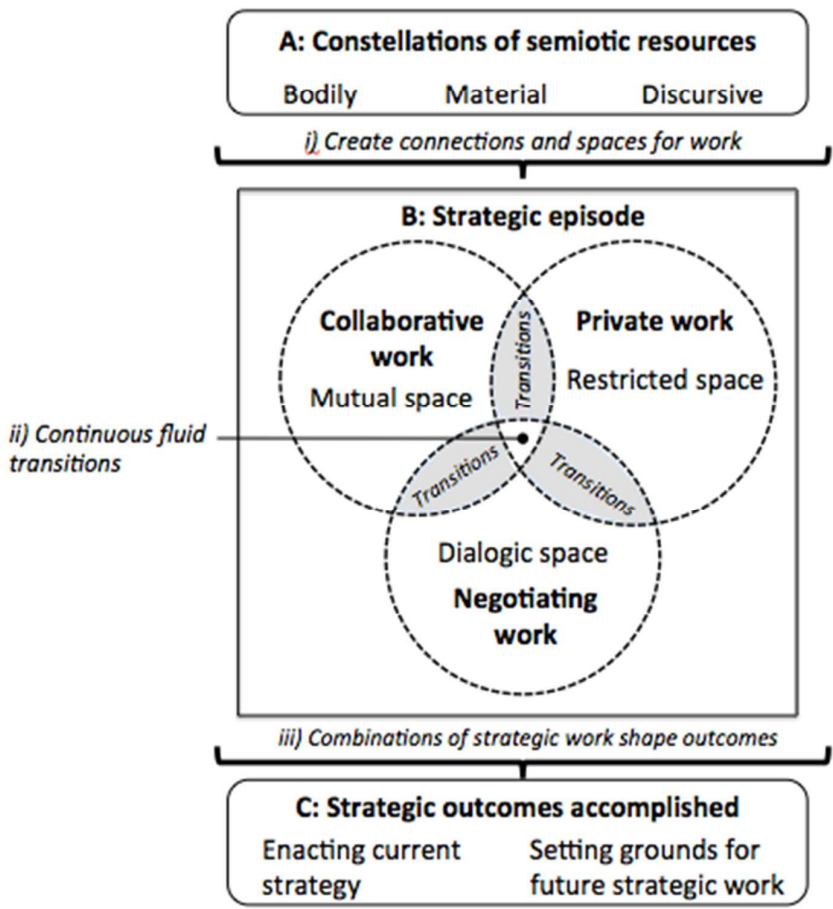 A: Constellations of semiotic resources
Bodily Material Discursive
i) Create connections and spaces for work
B: Strategic episode
Collaborative
work
Mutual space
Transitions
Private work
Restricted space
ii) Continuous fluid
transitions
Transitions
Transitions
Dialogic space
Negotiating
work
iii) Combinations of strategic work shape outcomes
C: Strategic outcomes accomplished
Enacting current
strategy
Setting grounds for
future strategic work